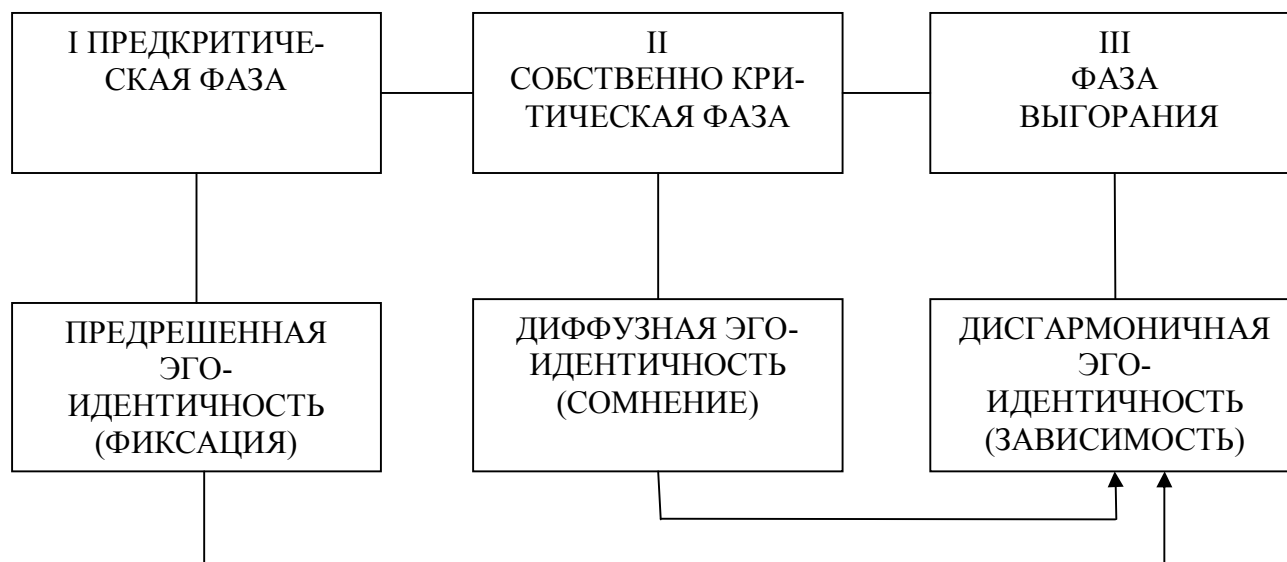 I ПРЕДКРИТИЧЕ-
СКАЯ ФАЗА
II
СОБСТВЕННО КРИ-
ТИЧЕСКАЯ ФАЗА
III
ФАЗА
ВЫГОРАНИЯ
ПРЕДРЕШЕННАЯ
ЭГО-
ИДЕНТИЧНОСТЬ
(ФИКСАЦИЯ)
ДИФФУЗНАЯ ЭГО-
ИДЕНТИЧНОСТЬ
(СОМНЕНИЕ)
ДИСГАРМОНИЧНАЯ
ЭГО-
ИДЕНТИЧНОСТЬ
(ЗАВИСИМОСТЬ)